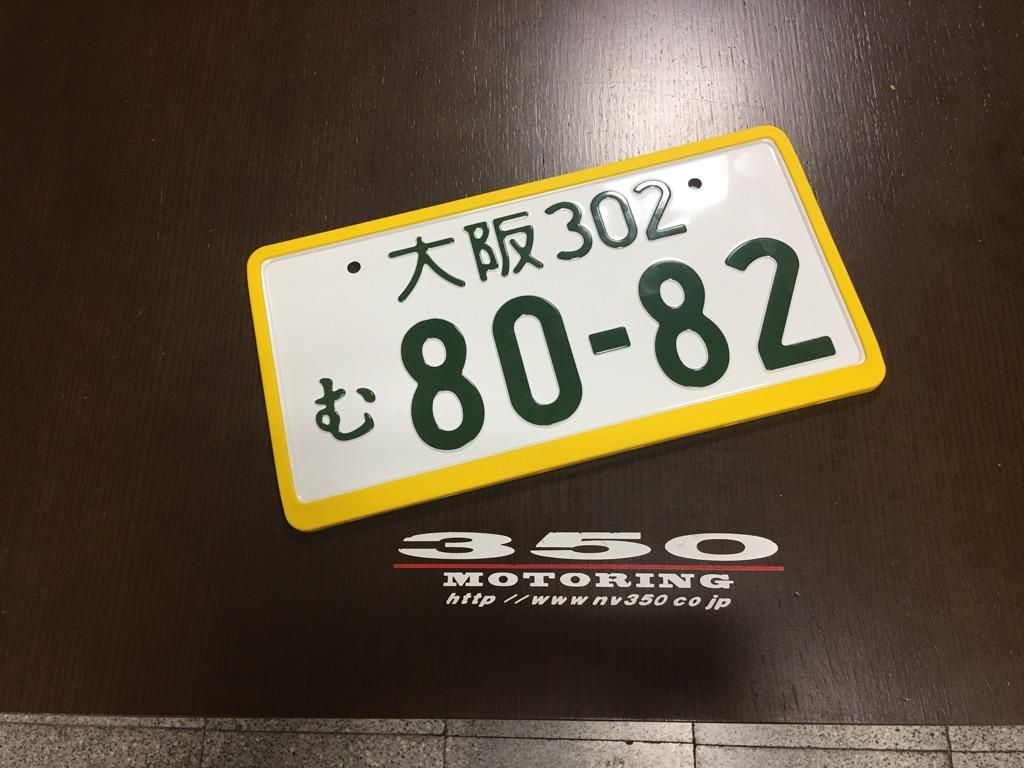 大阪302
む 80-82
350
MOTORING
http //www nv350 co jp